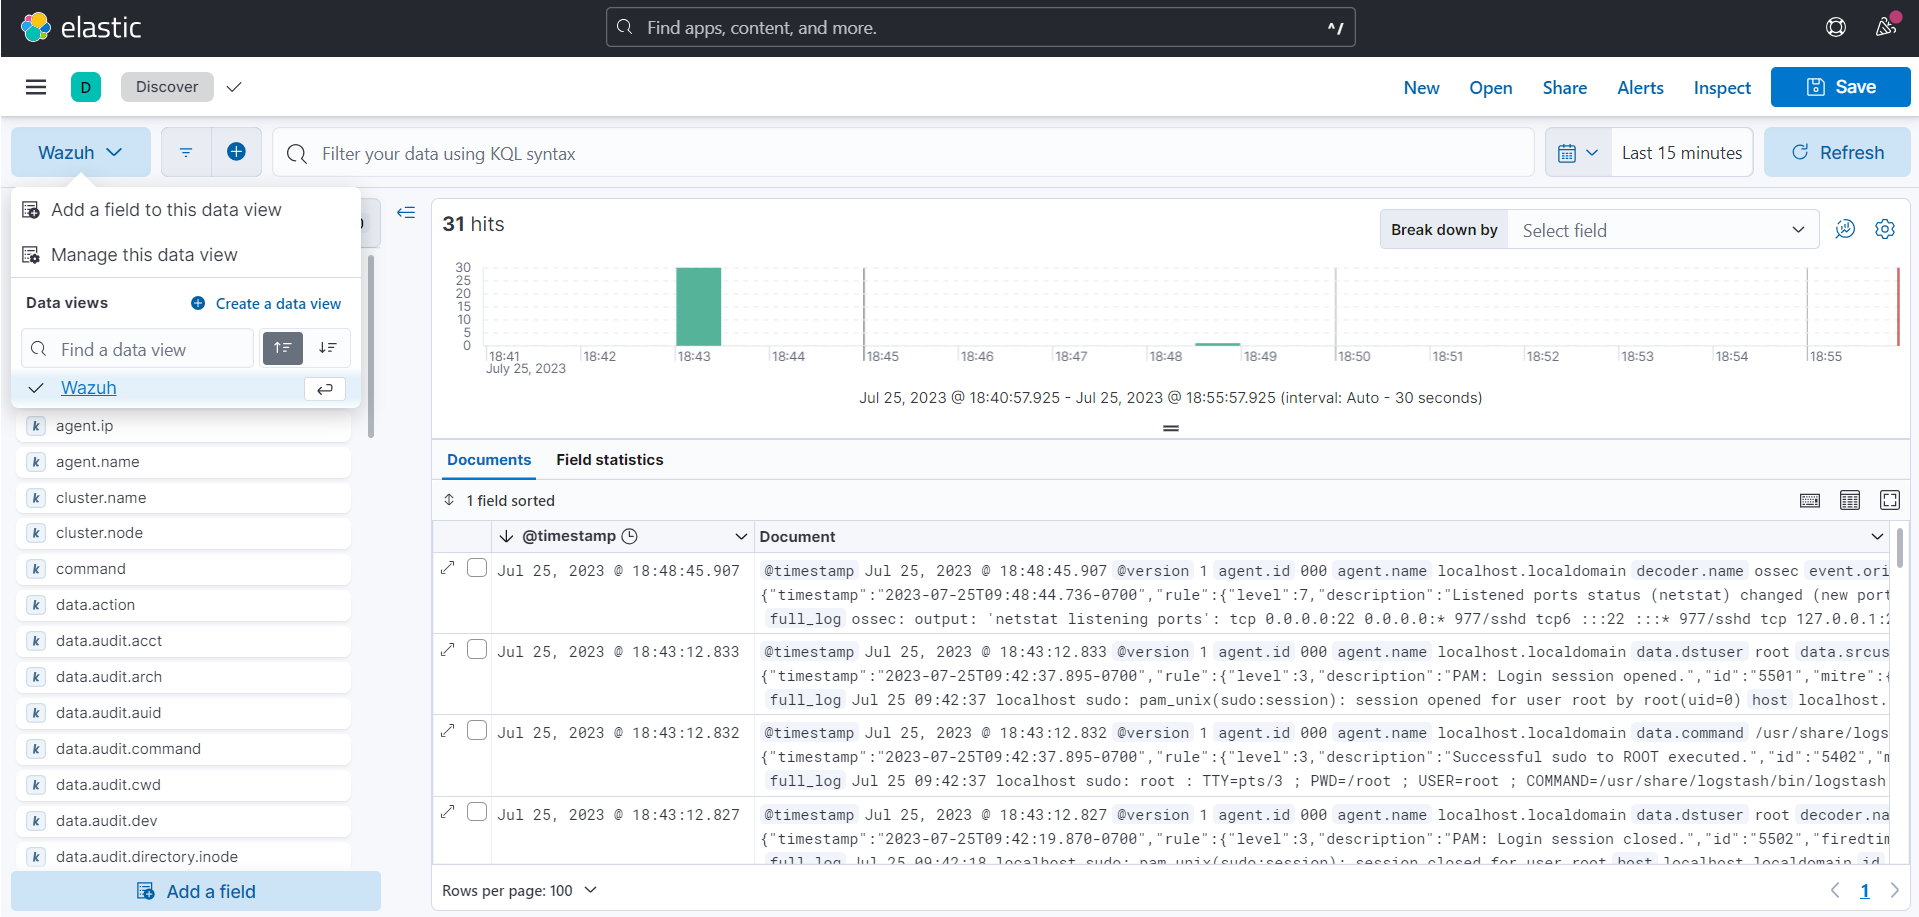 elastic
Find apps, content, and more.
^/
D
Discover
New
Open
Share
Alerts
Inspect
Save
Wazuh
Filter your data using KQL syntax
Last 15 minutes
Refresh
Add a field to this data view
Manage this data view
Data views
Create a data view
Find a data view
Wazuh
k agent.ip
k agent.name
k cluster.name
k cluster.node
k command
k data.action
k data.audit.acct
k data.audit.arch
k data.audit.auid
k data.audit.command
k data.audit.cwd
k data.audit.dev
k data.audit.directory.inode
Add a field
31 hits
Break down by
Select field
30
25
20
15
10
5
0
18:41 18:42 18:43 18:44 18:45 18:46 18:47 18:48 18:49 18:50 18:51 18:52 18:53 18:54 18:55
July 25, 2023
Jul 25, 2023 @ 18:40:57.925 - Jul 25, 2023 @ 18:55:57.925 (interval: Auto - 30 seconds)
Documents
Field statistics
1 field sorted
@timestamp
Document
Jul 25, 2023 @ 18:48:45.907
@timestamp Jul 25, 2023 @ 18:48:45.907 @version 1 agent.id 000 agent.name localhost.localdomain decoder.name ossec event.ori
{"timestamp":"2023-07-25T09:48:44.736-0700","rule":{"level":7,"description":"Listened ports status (netstat) changed (new port
full_log ossec: output: 'netstat listening ports': tcp 0.0.0.0:22 0.0.0.0:* 977/sshd tcp6 :::22 :::* 977/sshd tcp 127.0.0.1:2
Jul 25, 2023 @ 18:43:12.833
@timestamp Jul 25, 2023 @ 18:43:12.833 @version 1 agent.id 000 agent.name localhost.localdomain data.dstuser root data.srcus
{"timestamp":"2023-07-25T09:42:37.895-0700","rule":{"level":3,"description":"PAM: Login session opened.","id":"5501","mitre":{
full_log Jul 25 09:42:37 localhost sudo: pam_unix(sudo:session): session opened for user root by root(uid=0) host localhost.
Jul 25, 2023 @ 18:43:12.832
@timestamp Jul 25, 2023 @ 18:43:12.832 @version 1 agent.id 000 agent.name localhost.localdomain data.command /usr/share/logs
{"timestamp":"2023-07-25T09:42:37.895-0700","rule":{"level":3,"description":"Successful sudo to ROOT executed.","id":"5402","m
full_log Jul 25 09:42:37 localhost sudo: root : TTY=pts/3 ; PWD=/root ; USER=root ; COMMAND=/usr/share/logstash/bin/logstash
Jul 25, 2023 @ 18:43:12.827
@timestamp Jul 25, 2023 @ 18:43:12.827 @version 1 agent.id 000 agent.name localhost.localdomain data.dstuser root decoder.na
{"timestamp":"2023-07-25T09:42:19.870-0700","rule":{"level":3,"description":"PAM: Login session closed.","id":"5502","firedtim
full_log Jul 25 09:42:18 localhost sudo: pam_unix(sudo:session): session closed for user root host localhost.localdomain id
Rows per page: 100
1